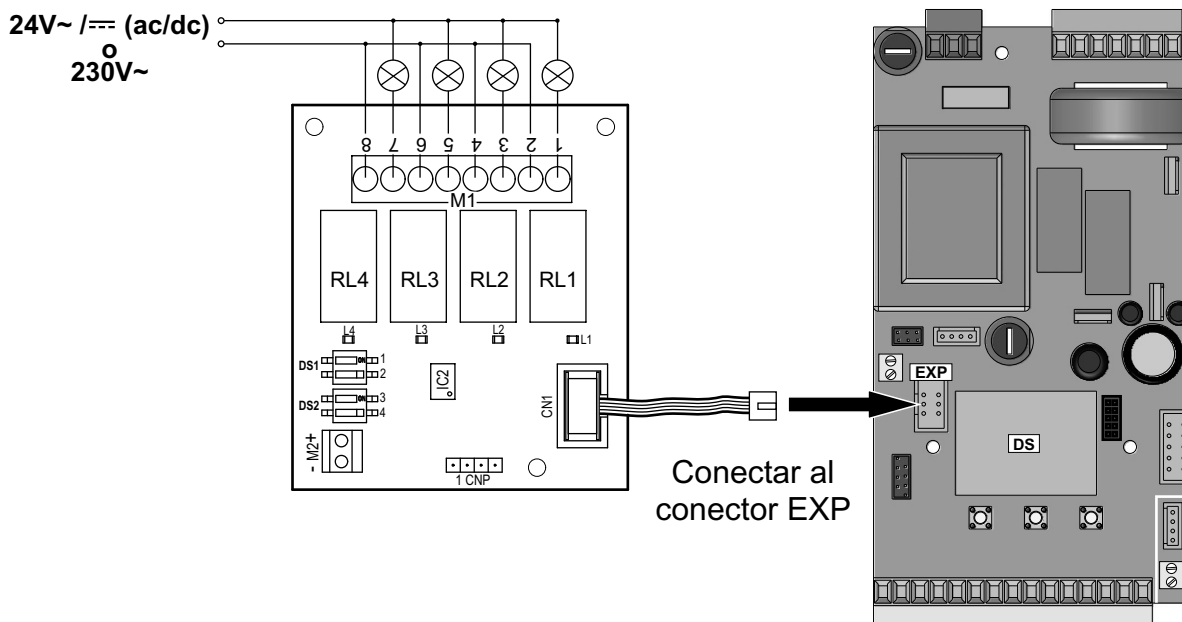 24V~ /⎓ (ac/dc)
o
230V~
8 7 6 5 4 3 2 1
M1
RL4 RL3 RL2 RL1
L4 L3 L2 L1
DS1 ON 1
2
DS2 ON 3
4
- M2+
IC2
CN1
1 CNP
Conectar al
conector EXP
EXP
DS